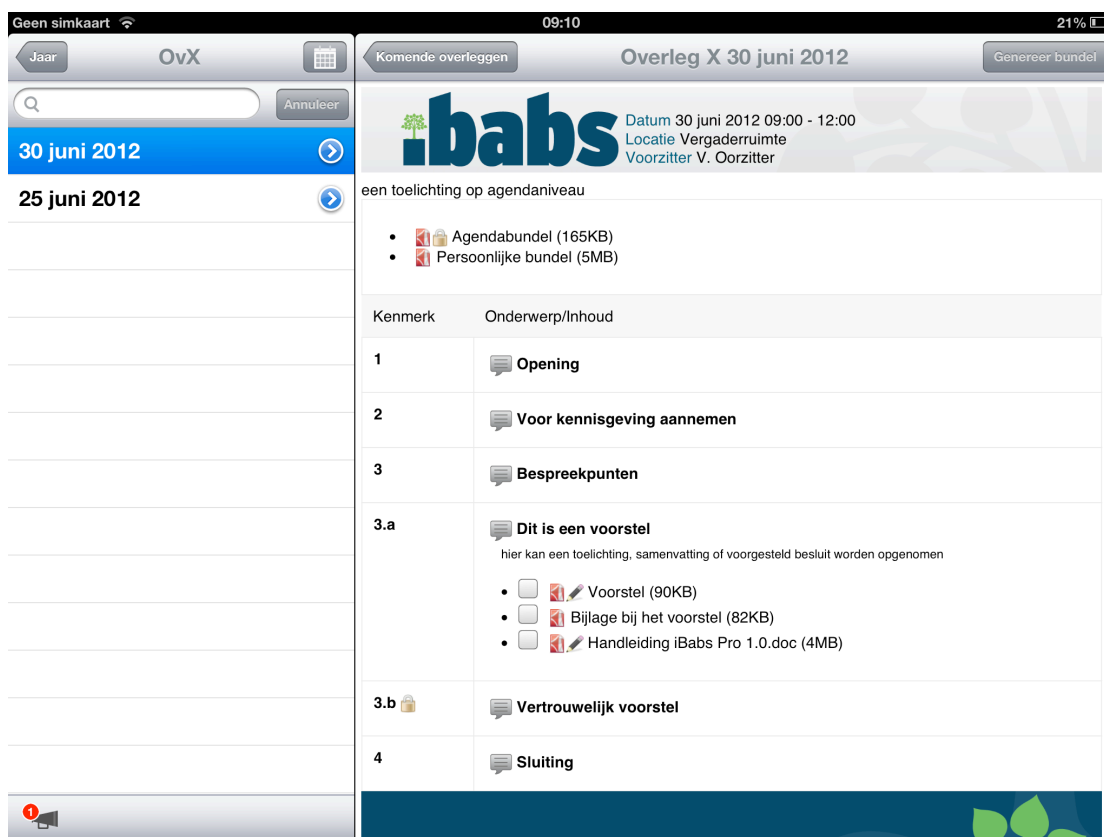 Geen simkaart
09:10
21%
Jaar
OvX
Annuleer
30 juni 2012
25 juni 2012
1
Komende overleggen
Overleg X 30 juni 2012
Genereer bundel
ibabs
Datum 30 juni 2012 09:00 - 12:00
Locatie Vergaderruimte
Voorzitter V. Oorzitter
een toelichting op agendaniveau
• Agendabundel (165KB)
• Persoonlijke bundel (5MB)
Kenmerk Onderwerp/Inhoud
1 Opening
2 Voor kennisgeving aannemen
3 Bespreekpunten
3.a Dit is een voorstel
hier kan een toelichting, samenvatting of voorgesteld besluit worden opgenomen
• Voorstel (90KB)
• Bijlage bij het voorstel (82KB)
• Handleiding iBabs Pro 1.0.doc (4MB)
3.b Vertrouwelijk voorstel
4 Sluiting